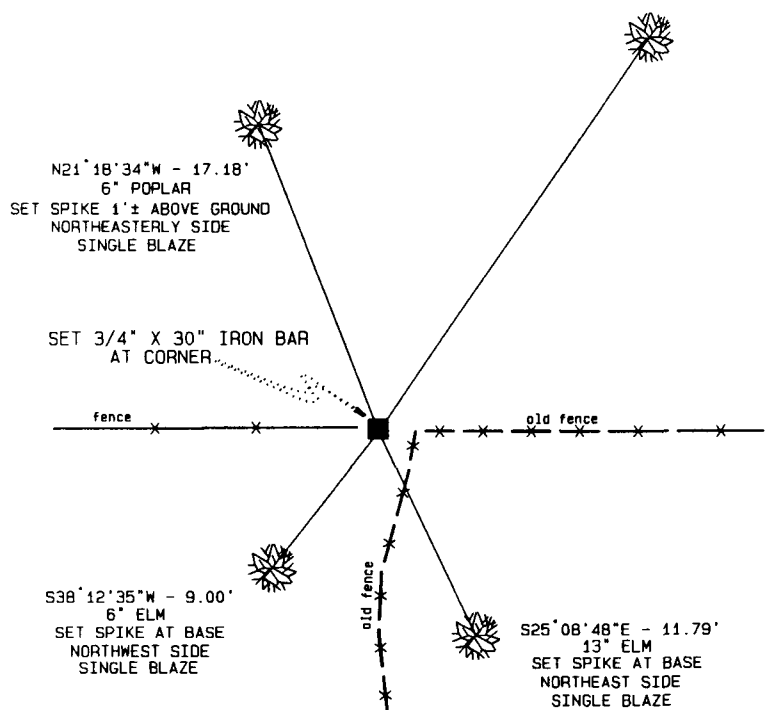 N21°18'34"W - 17.18'
6" POPLAR
SET SPIKE 1'± ABOVE GROUND
NORTHEASTERLY SIDE
SINGLE BLAZE
SET 3/4" X 30" IRON BAR
AT CORNER
fence
old fence
old fence
S38°12'35"W - 9.00'
6" ELM
SET SPIKE AT BASE
NORTHWEST SIDE
SINGLE BLAZE
S25°08'48"E - 11.79'
13" ELM
SET SPIKE AT BASE
NORTHEAST SIDE
SINGLE BLAZE